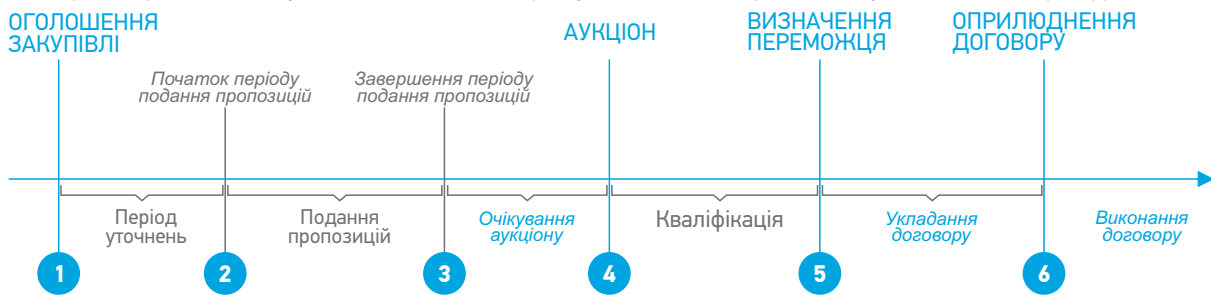 ОГОЛОШЕННЯ
ЗАКУПІВЛІ
АУКЦІОН
ВИЗНАЧЕННЯ
ПЕРЕМОЖЦЯ
ОПРИЛЮДНЕННЯ
ДОГОВОРУ
Початок періоду
подання пропозицій
Завершення періоду
подання пропозицій
Період
уточнень
Подання
пропозицій
Очікування
аукціону
Кваліфікація
Укладання
договору
Виконання
договору
1
2
3
4
5
6